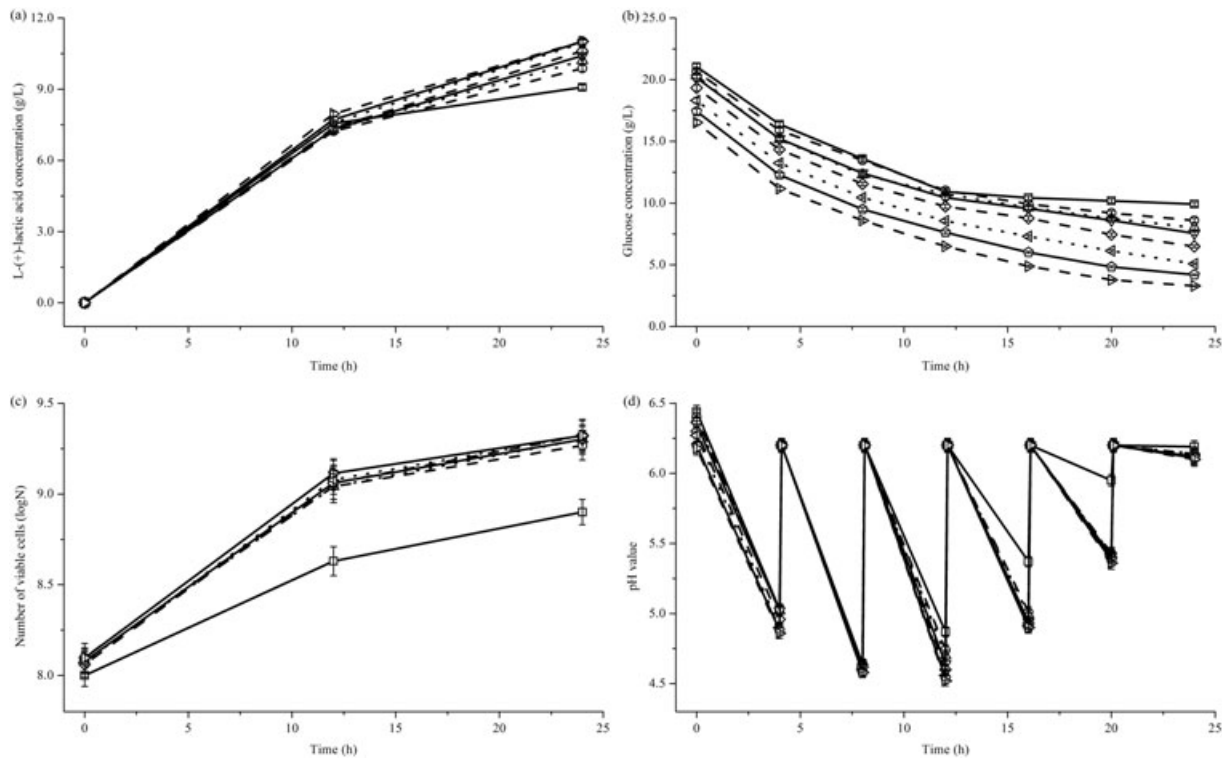 (a)
12.0
9.0
6.0
3.0
0.0
L-(+)-lactic acid concentration (g/L)
0 5 10 15 20 25
Time (h)
(b)
25.0
20.0
15.0
10.0
5.0
0.0
Glucose concentration (g/L)
0 5 10 15 20 25
Time (h)
(c)
9.5
9.0
8.5
8.0
Number of viable cells (logN)
0 5 10 15 20 25
Time (h)
(d)
6.5
6.0
5.5
5.0
4.5
pH value
0 5 10 15 20 25
Time (h)